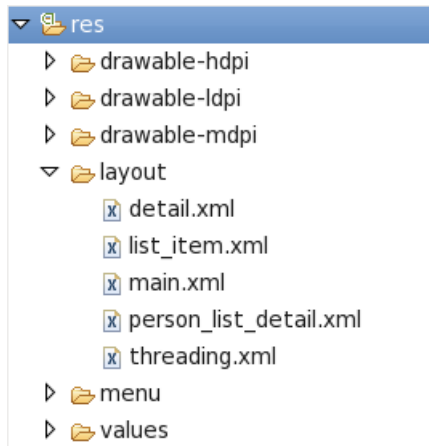 res
drawable-hdpi
drawable-ldpi
drawable-mdpi
layout
detail.xml
list_item.xml
main.xml
person_list_detail.xml
threading.xml
menu
values